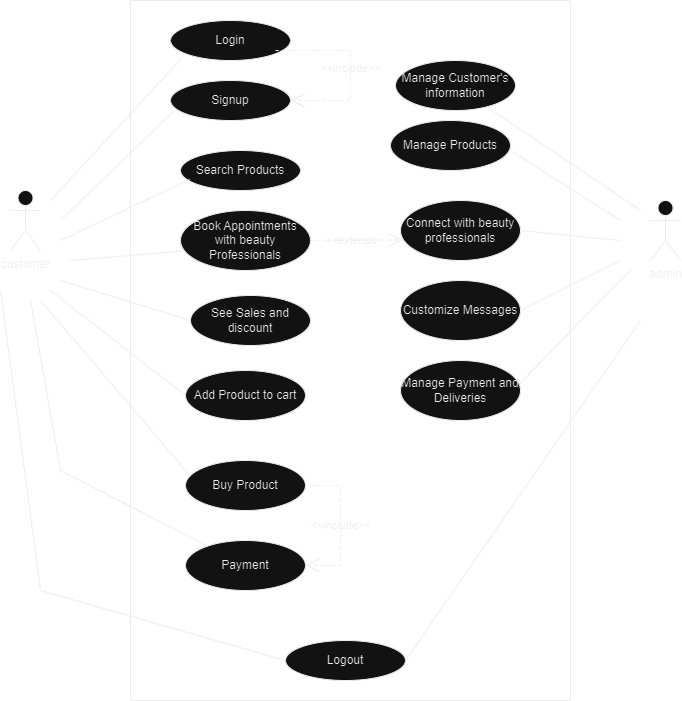 Login
<<include>>
Manage Customer's
information
Signup
Manage Products
Search Products
Book Appointments
with beauty
Professionals
<<extends
Connect with beauty
professionals
customer
admin
See Sales and
discount
Customize Messages
Add Product to cart
Manage Payment and
Deliveries
Buy Product
<<include>>
Payment
Logout